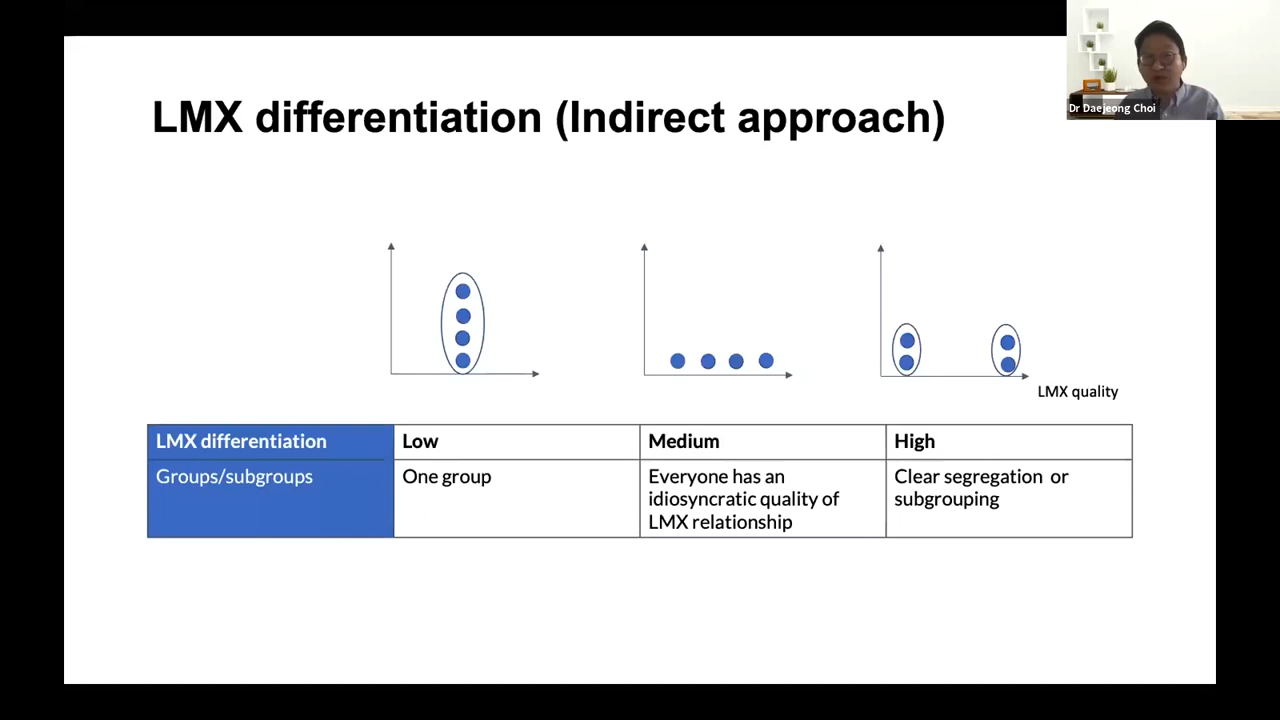 Dr Daejeong Choi
LMX differentiation (Indirect approach)
LMX quality
LMX differentiation
Low
Medium
High
Groups/subgroups
One group
Everyone has an
idiosyncratic quality of
LMX relationship
Clear segregation or
subgrouping